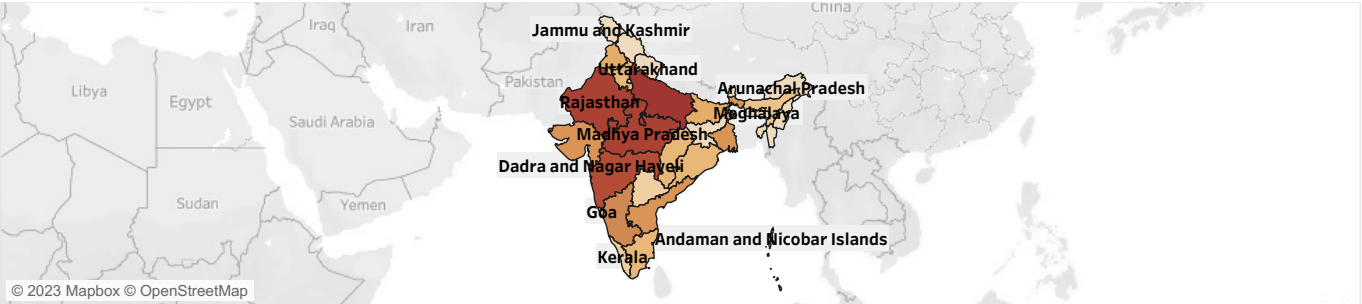 China
Iraq
Iran
Jammu and Kashmir
Uttarakhand
Pakistan
Libya
Arunachal Pradesh
Egypt
Rajasthan
Meghalaya
Saudi Arabia
Madhya Pradesh
Dadra and Nagar Haveli
Sudan
Yemen
Goa
Andaman and Nicobar Islands
Kerala
© 2023 Mapbox © OpenStreetMap